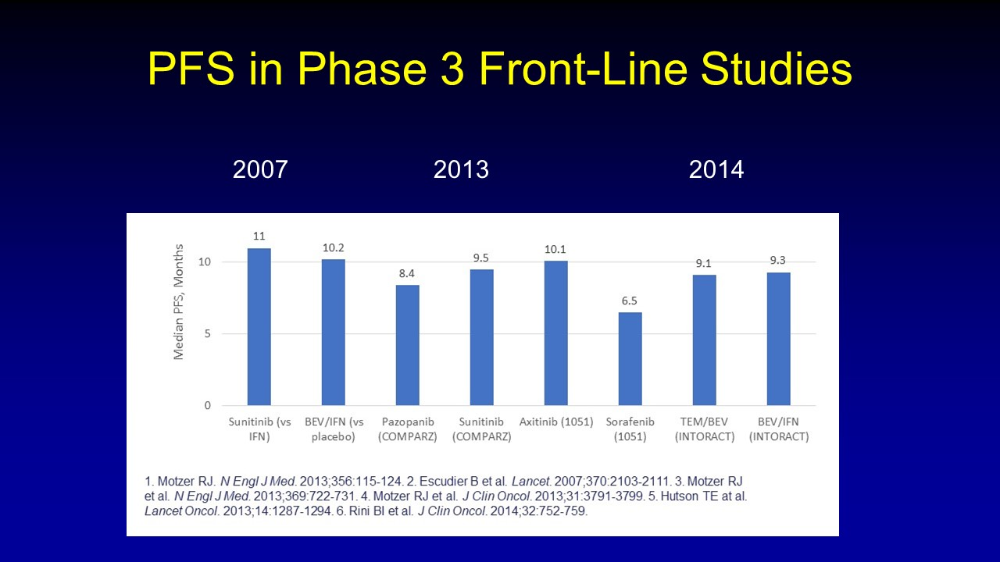 PFS in Phase 3 Front-Line Studies
2007 2013 2014
Median PFS, Months
10
5
0
11
10.2
8.4
9.5
10.1
6.5
9.1
9.3
Sunitinib (vs
IFN)
BEV/IFN (vs
placebo)
Pazopanib
(COMPARZ)
Sunitinib
(COMPARZ)
Axitinib (1051)
Sorafenib
(1051)
TEM/BEV
(INTORACT)
BEV/IFN
(INTORACT)
1. Motzer RJ. N Engl J Med. 2013;356:115-124. 2. Escudier B et al. Lancet. 2007;370:2103-2111. 3. Motzer RJ
et al. N Engl J Med. 2013;369:722-731. 4. Motzer RJ et al. J Clin Oncol. 2013;31:3791-3799. 5. Hutson TE at al.
Lancet Oncol. 2013;14:1287-1294. 6. Rini BI et al. J Clin Oncol. 2014;32:752-759.